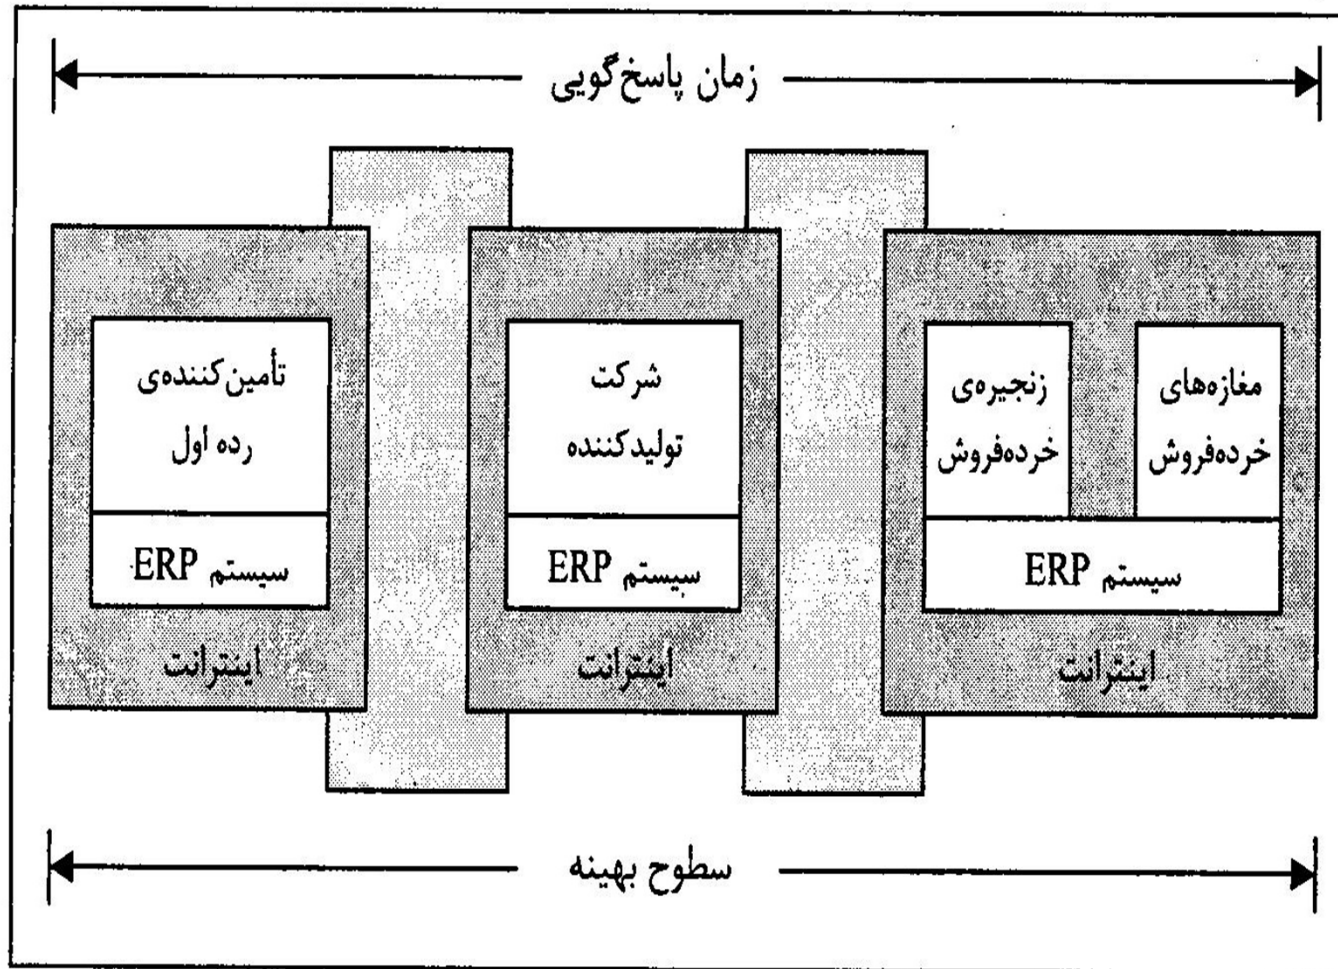 زمان پاسخ‌گویی
مغازه‌های
خرده‌فروش
زنجیره‌ی
خرده‌فروش
سیستم ERP
اینترانت
شرکت
تولیدکننده
سیستم ERP
اینترانت
تأمین‌کننده‌ی
رده اول
سیستم ERP
اینترانت
سطوح بهینه